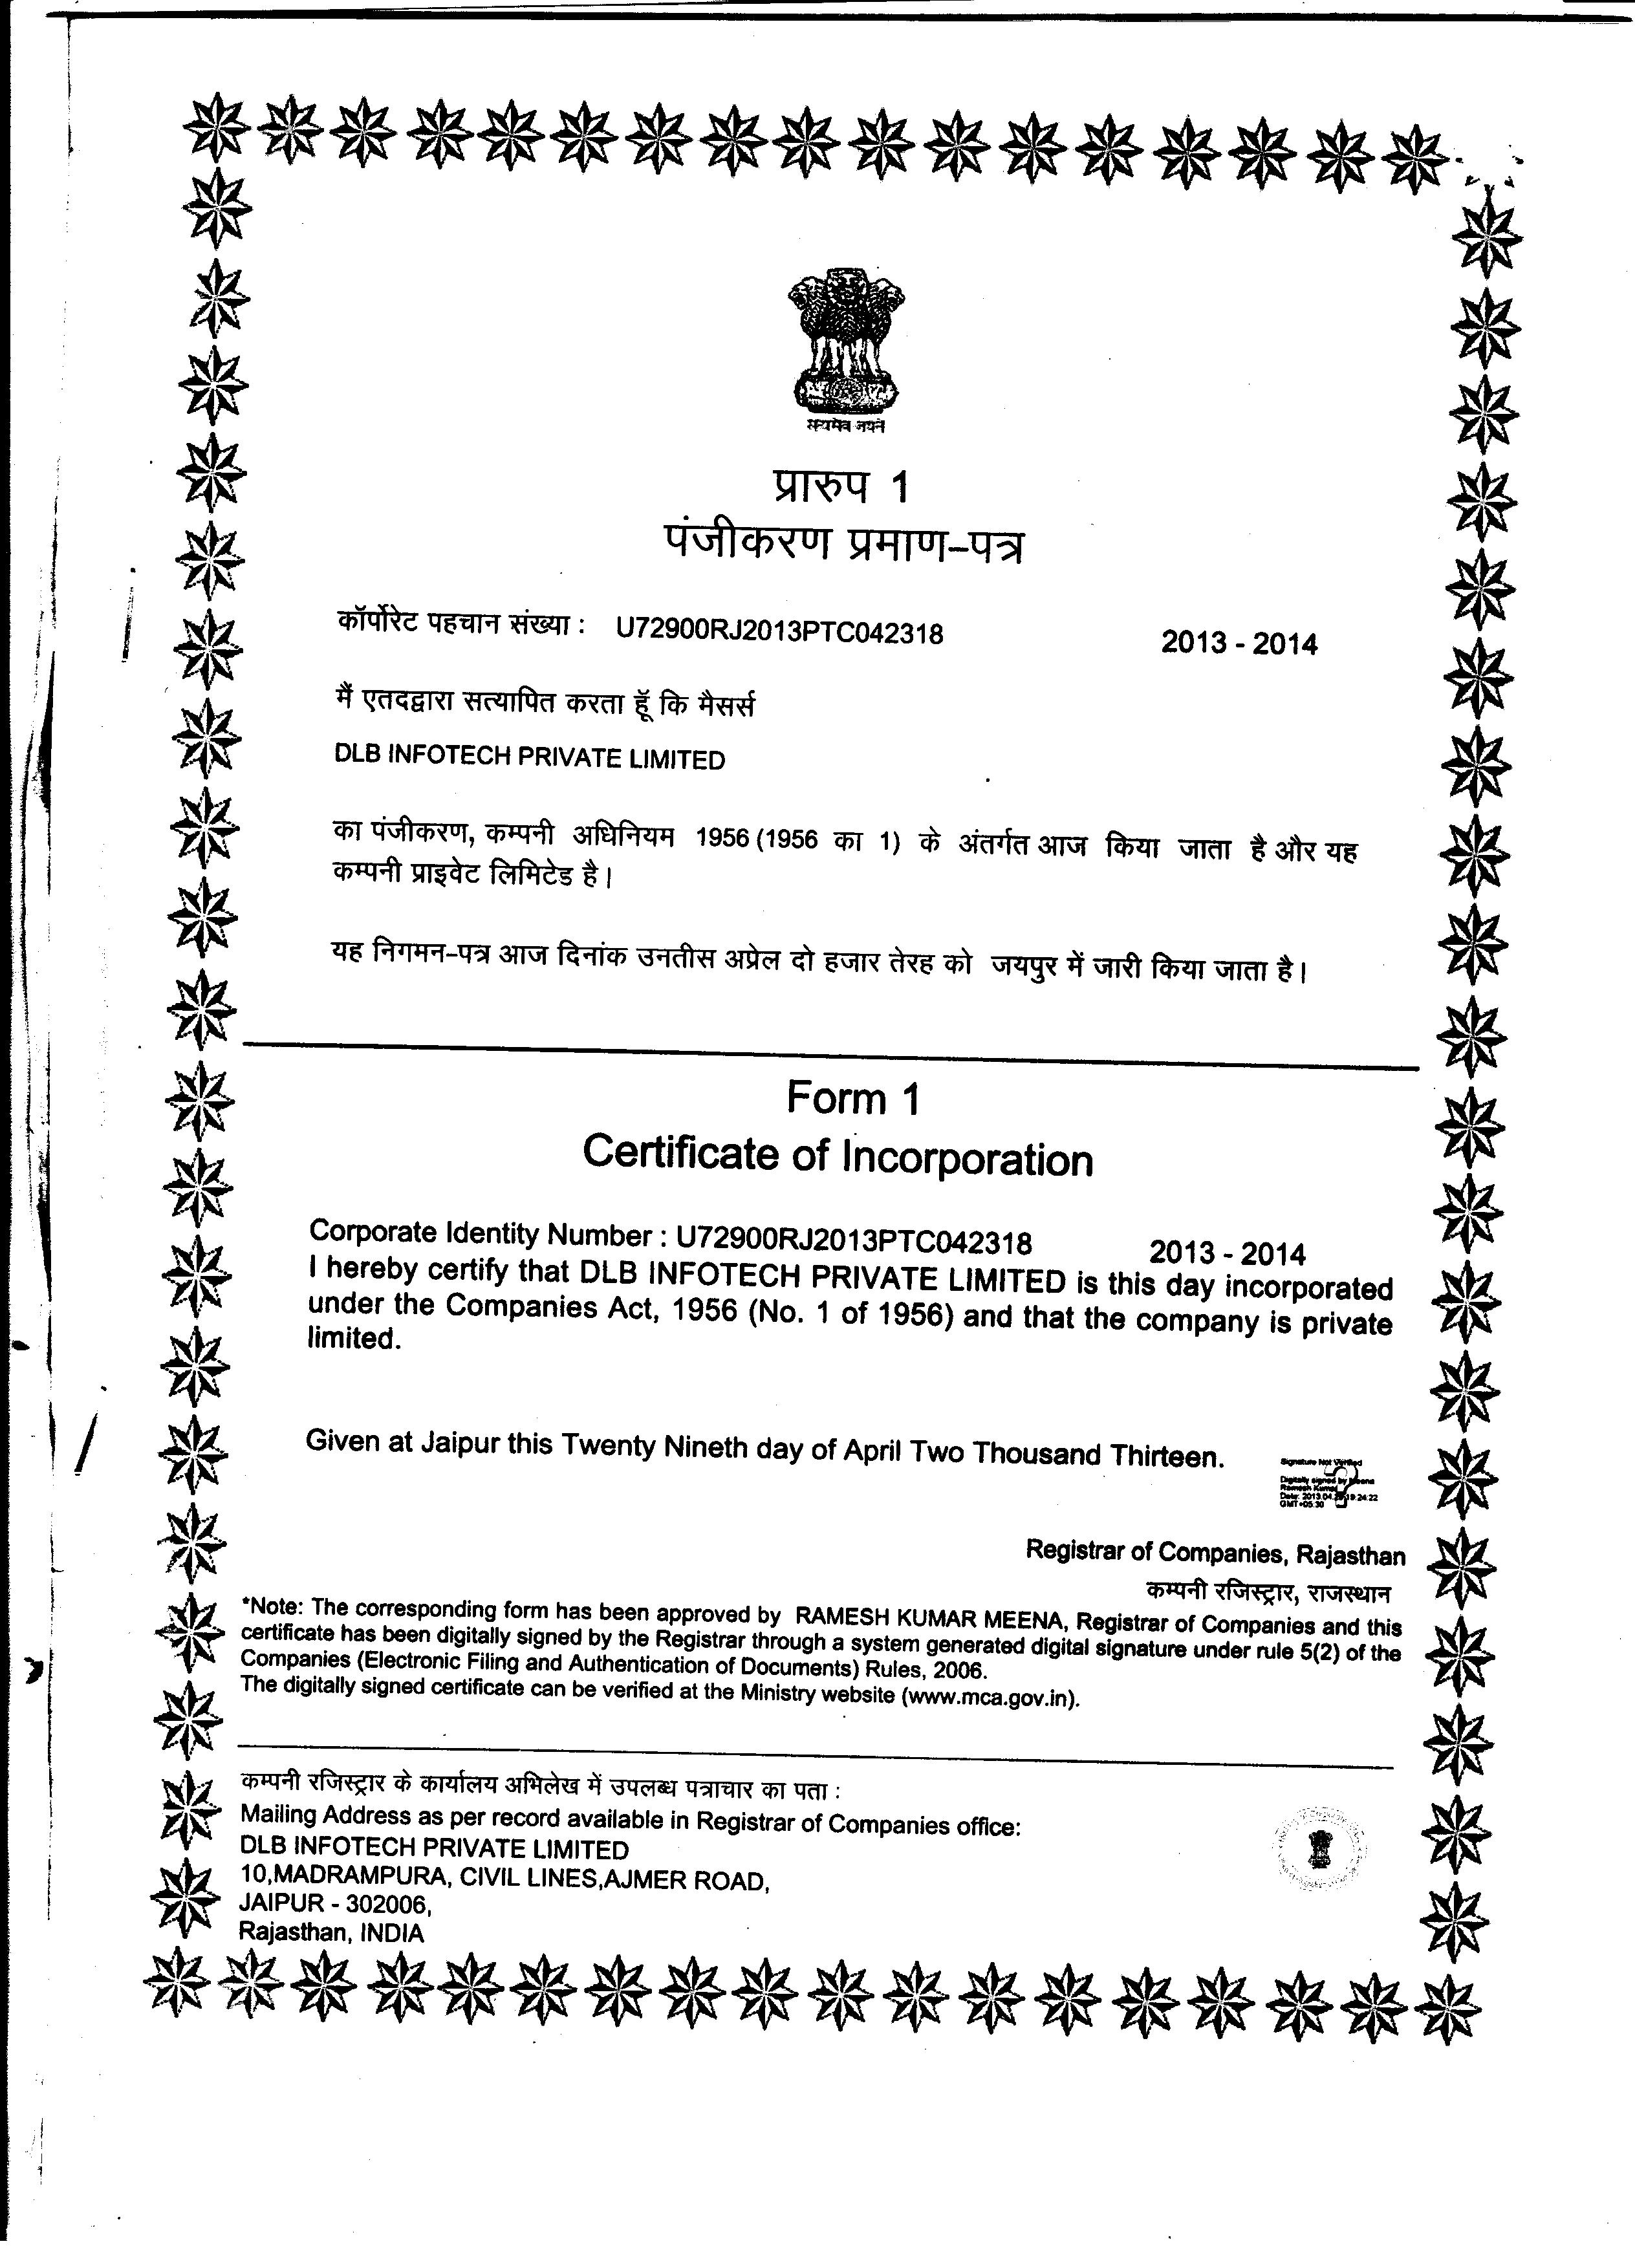 सत्यमेव जयते
प्रारुप 1
पंजीकरण प्रमाण-पत्र
कॉर्पोरेट पहचान संख्या : U72900RJ2013PTC042318 2013 - 2014
मैं एतदद्वारा सत्यापित करता हूँ कि मैसर्स
DLB INFOTECH PRIVATE LIMITED
का पंजीकरण, कम्पनी अधिनियम 1956 (1956 का 1) के अंतर्गत आज किया जाता है और यह
कम्पनी प्राइवेट लिमिटेड है।
यह निगमन-पत्र आज दिनांक उनतीस अप्रेल दो हजार तेरह को जयपुर में जारी किया जाता है।
Form 1
Certificate of Incorporation
Corporate Identity Number : U72900RJ2013PTC042318 2013 - 2014
I hereby certify that DLB INFOTECH PRIVATE LIMITED is this day incorporated
under the Companies Act, 1956 (No. 1 of 1956) and that the company is private
limited.
Given at Jaipur this Twenty Nineth day of April Two Thousand Thirteen.
Signature Not Verified
Digitally signed by Meena
Ramesh Kumar
Date: 2013.04. 19:24:22
GMT+05:30
Registrar of Companies, Rajasthan
कम्पनी रजिस्ट्रार, राजस्थान
*Note: The corresponding form has been approved by RAMESH KUMAR MEENA, Registrar of Companies and this
certificate has been digitally signed by the Registrar through a system generated digital signature under rule 5(2) of the
Companies (Electronic Filing and Authentication of Documents) Rules, 2006.
The digitally signed certificate can be verified at the Ministry website (www.mca.gov.in).
कम्पनी रजिस्ट्रार के कार्यालय अभिलेख में उपलब्ध पत्राचार का पता :
Mailing Address as per record available in Registrar of Companies office:
DLB INFOTECH PRIVATE LIMITED
10,MADRAMPURA, CIVIL LINES,AJMER ROAD,
JAIPUR - 302006,
Rajasthan, INDIA